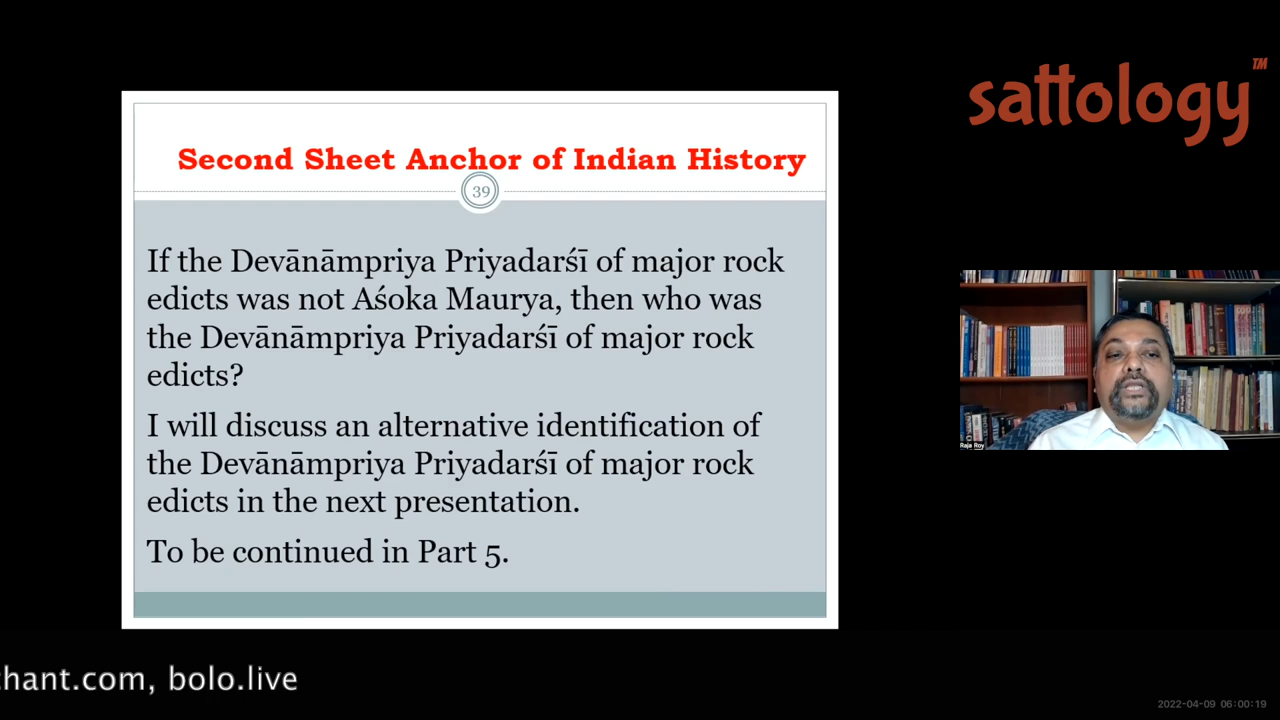 sattology™
Second Sheet Anchor of Indian History
39
If the Devānāmpriya Priyadarśī of major rock
edicts was not Aśoka Maurya, then who was
the Devānāmpriya Priyadarśī of major rock
edicts?
I will discuss an alternative identification of
the Devānāmpriya Priyadarśī of major rock
edicts in the next presentation.
To be continued in Part 5.
Raja Roy
hant.com, bolo.live
2022-04-09 06:00:19